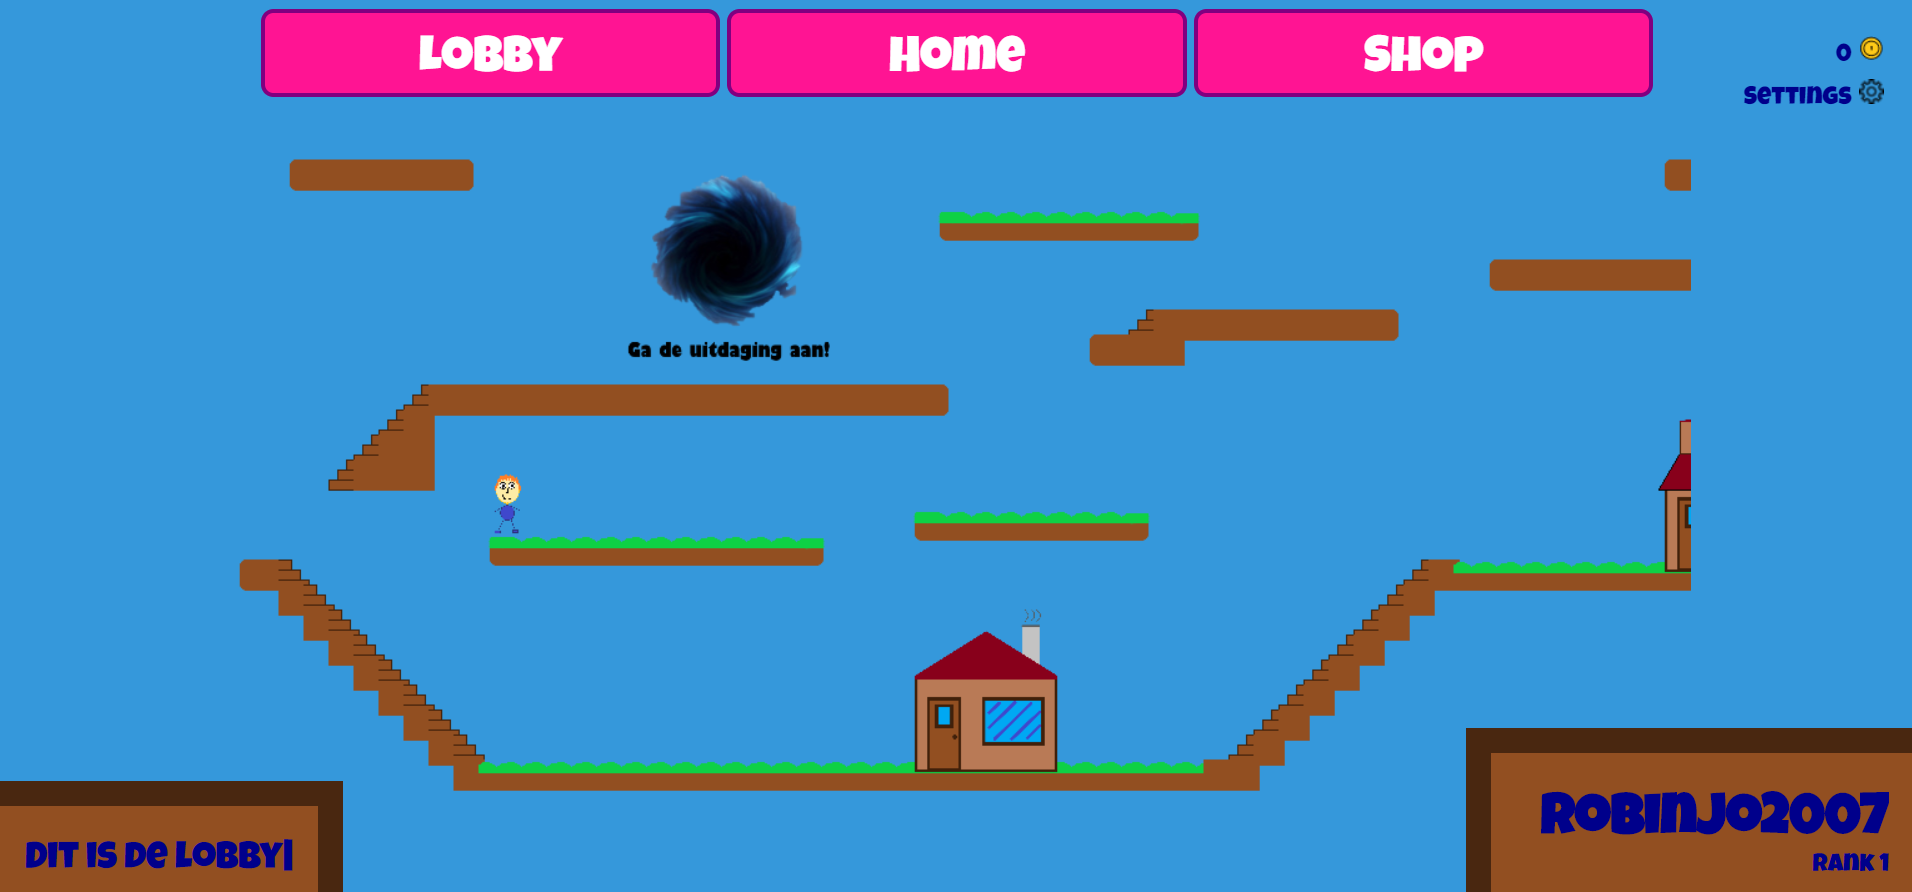 LOBBY
Home
SHOP
0
Settings
Ga de uitdaging aan!
Dit is de lobby|
Robinjo2007
Rank 1